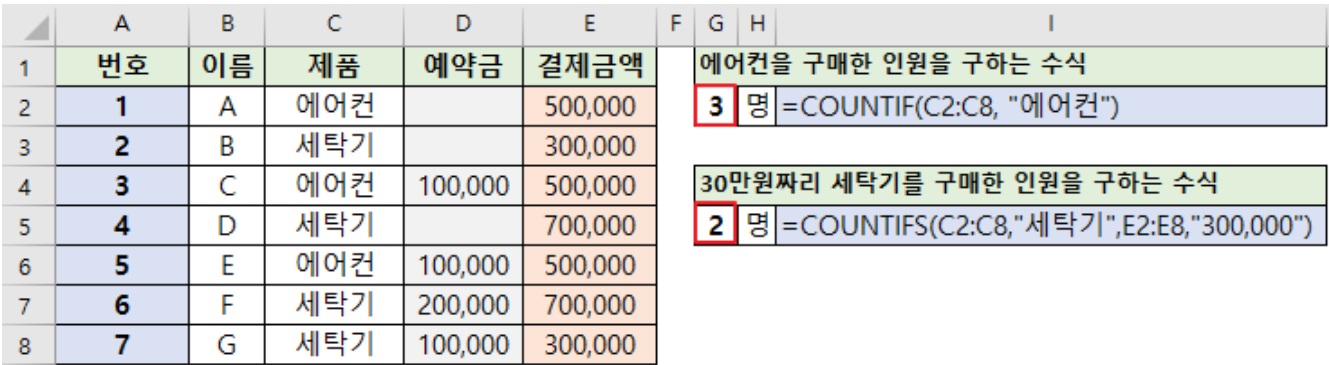 A B C D E F G H I
1 번호 이름 제품 예약금 결제금액 에어컨을 구매한 인원을 구하는 수식
2 1 A 에어컨 500,000 3 명 =COUNTIF(C2:C8, "에어컨")
3 2 B 세탁기 300,000
4 3 C 에어컨 100,000 500,000 30만원짜리 세탁기를 구매한 인원을 구하는 수식
5 4 D 세탁기 700,000 2 명 =COUNTIFS(C2:C8,"세탁기",E2:E8,"300,000")
6 5 E 에어컨 100,000 500,000
7 6 F 세탁기 200,000 700,000
8 7 G 세탁기 100,000 300,000